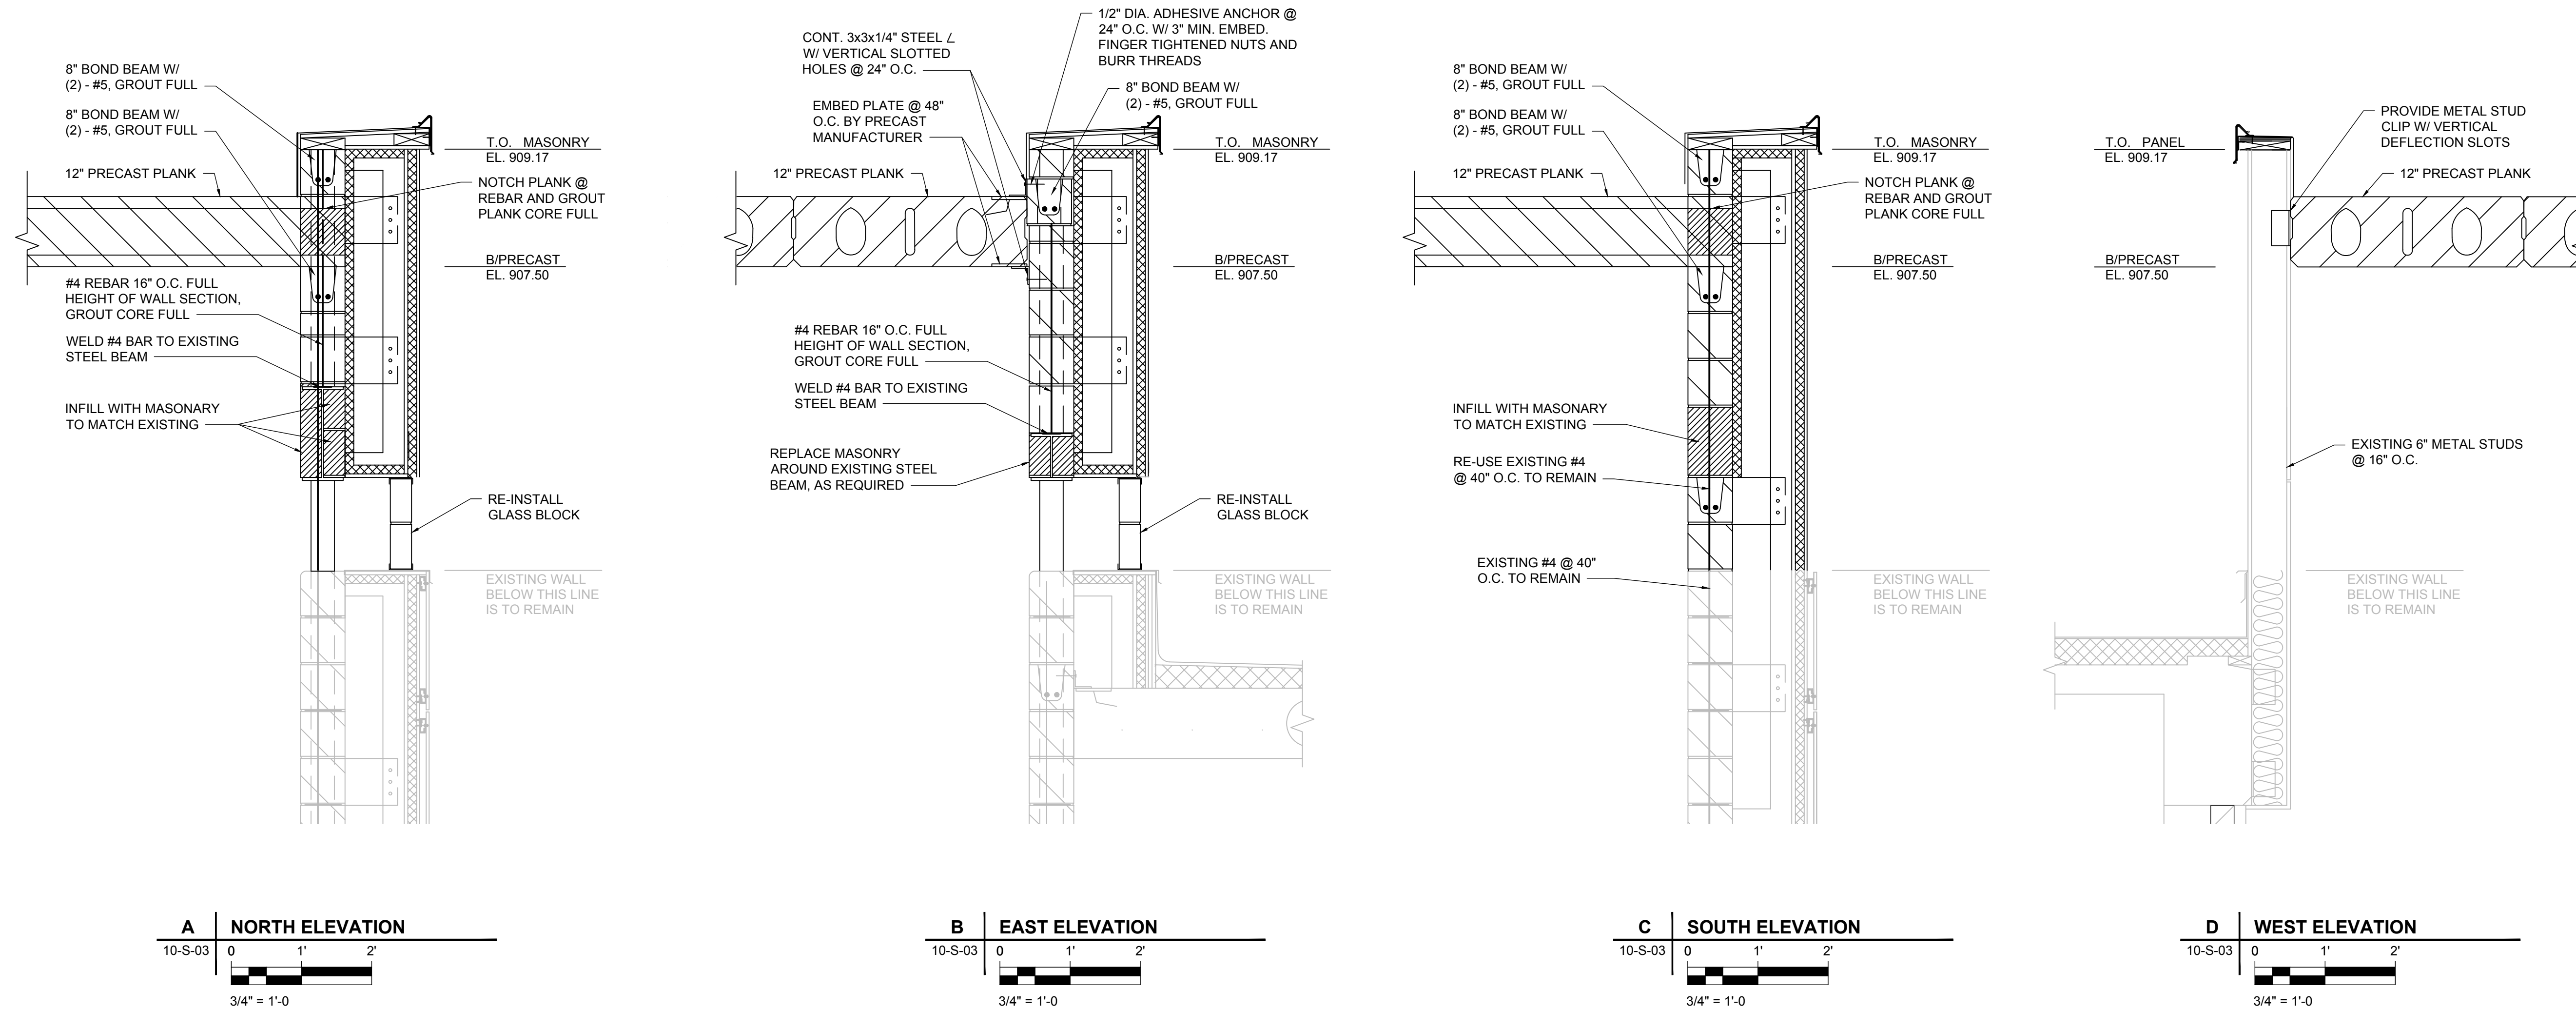 8" BOND BEAM W/
(2) - #5, GROUT FULL
8" BOND BEAM W/
(2) - #5, GROUT FULL
12" PRECAST PLANK
#4 REBAR 16" O.C. FULL
HEIGHT OF WALL SECTION,
GROUT CORE FULL
WELD #4 BAR TO EXISTING
STEEL BEAM
INFILL WITH MASONARY
TO MATCH EXISTING
T.O. MASONRY
EL. 909.17
NOTCH PLANK @
REBAR AND GROUT
PLANK CORE FULL
B/PRECAST
EL. 907.50
RE-INSTALL
GLASS BLOCK
EXISTING WALL
BELOW THIS LINE
IS TO REMAIN
A
NORTH ELEVATION
10-S-03
0 1' 2'
3/4" = 1'-0
CONT. 3x3x1/4" STEEL ∠
W/ VERTICAL SLOTTED
HOLES @ 24" O.C.
EMBED PLATE @ 48"
O.C. BY PRECAST
MANUFACTURER
12" PRECAST PLANK
1/2" DIA. ADHESIVE ANCHOR @
24" O.C. W/ 3" MIN. EMBED.
FINGER TIGHTENED NUTS AND
BURR THREADS
8" BOND BEAM W/
(2) - #5, GROUT FULL
T.O. MASONRY
EL. 909.17
B/PRECAST
EL. 907.50
#4 REBAR 16" O.C. FULL
HEIGHT OF WALL SECTION,
GROUT CORE FULL
WELD #4 BAR TO EXISTING
STEEL BEAM
REPLACE MASONRY
AROUND EXISTING STEEL
BEAM, AS REQUIRED
RE-INSTALL
GLASS BLOCK
EXISTING WALL
BELOW THIS LINE
IS TO REMAIN
B
EAST ELEVATION
10-S-03
0 1' 2'
3/4" = 1'-0
8" BOND BEAM W/
(2) - #5, GROUT FULL
8" BOND BEAM W/
(2) - #5, GROUT FULL
12" PRECAST PLANK
T.O. MASONRY
EL. 909.17
NOTCH PLANK @
REBAR AND GROUT
PLANK CORE FULL
B/PRECAST
EL. 907.50
INFILL WITH MASONARY
TO MATCH EXISTING
RE-USE EXISTING #4
@ 40" O.C. TO REMAIN
EXISTING #4 @ 40"
O.C. TO REMAIN
EXISTING WALL
BELOW THIS LINE
IS TO REMAIN
C
SOUTH ELEVATION
10-S-03
0 1' 2'
3/4" = 1'-0
T.O. PANEL
EL. 909.17
B/PRECAST
EL. 907.50
PROVIDE METAL STUD
CLIP W/ VERTICAL
DEFLECTION SLOTS
12" PRECAST PLANK
EXISTING 6" METAL STUDS
@ 16" O.C.
EXISTING WALL
BELOW THIS LINE
IS TO REMAIN
D
WEST ELEVATION
10-S-03
0 1' 2'
3/4" = 1'-0